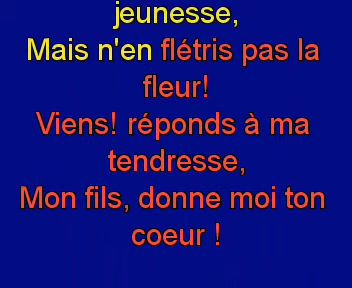 jeunesse,
Mais n'en flétris pas la
fleur!
Viens! réponds à ma
tendresse,
Mon fils, donne moi ton
coeur !